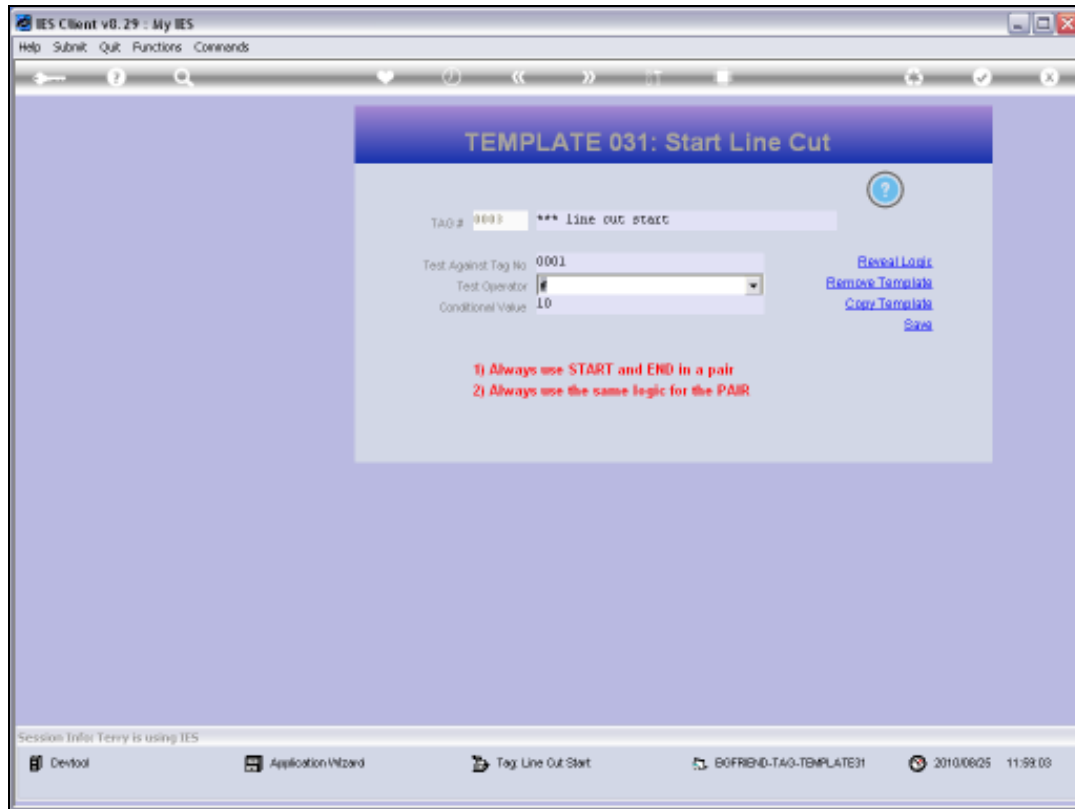 IES Client v8.29 : My IES
Help Submit Quit Functions Commands
TEMPLATE 031: Start Line Cut
TAG # 0003 *** line cut start
Test Against Tag No 0001
Test Operator #
Conditional Value 10
Reveal Logic
Remove Template
Copy Template
Save
1) Always use START and END in a pair
2) Always use the same logic for the PAIR
Session Info: Terry is using IES
Devtool Application Wizard Tag: Line Cut Start BGFRIEND-TAG-TEMPLATE31 2010/08/25 11:59:03